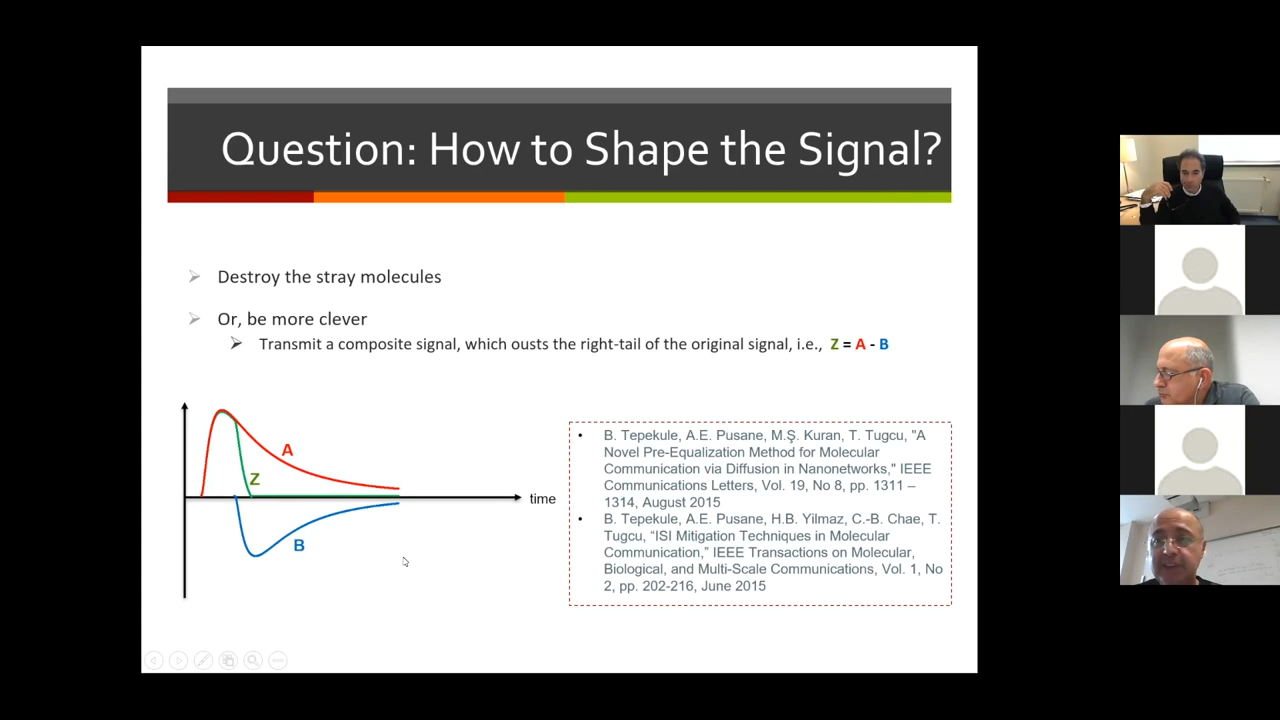 Question: How to Shape the Signal?
Destroy the stray molecules
Or, be more clever
Transmit a composite signal, which ousts the right-tail of the original signal, i.e., Z = A - B
A
Z
time
B
B. Tepekule, A.E. Pusane, M.Ş. Kuran, T. Tugcu, "A
Novel Pre-Equalization Method for Molecular
Communication via Diffusion in Nanonetworks," IEEE
Communications Letters, Vol. 19, No 8, pp. 1311 –
1314, August 2015
B. Tepekule, A.E. Pusane, H.B. Yilmaz, C.-B. Chae, T.
Tugcu, “ISI Mitigation Techniques in Molecular
Communication,” IEEE Transactions on Molecular,
Biological, and Multi-Scale Communications, Vol. 1, No
2, pp. 202-216, June 2015